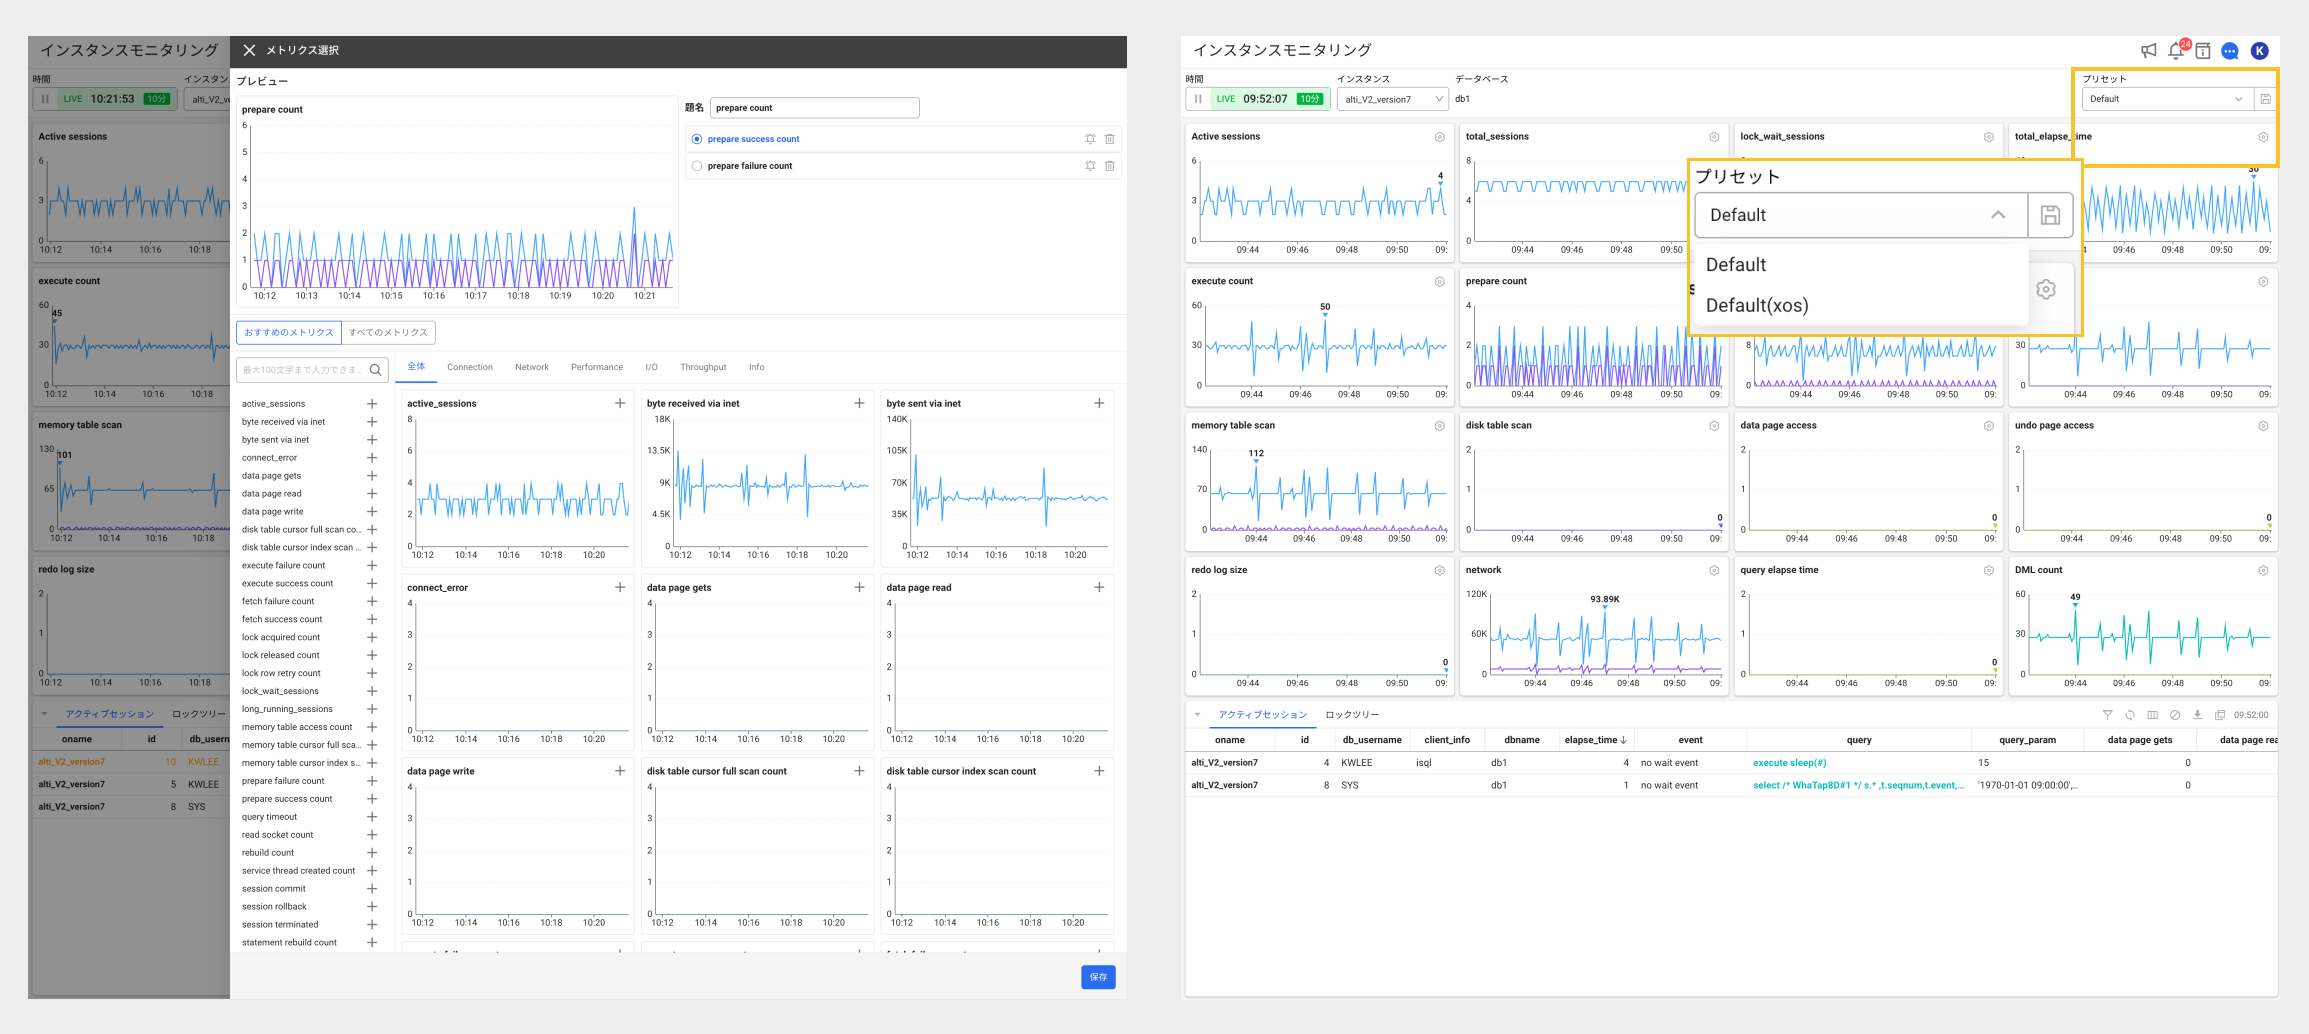 インスタンスモニタリング
時間
インスタン
LIVE 10:21:53 10分
alti_V2_ve
Active sessions
6
3
0
10:12 10:14 10:16 10:18
execute count
60
45
30
0
10:12 10:14 10:16 10:18
memory table scan
130
101
65
0
10:12 10:14 10:16 10:18
redo log size
2
1
0
10:12 10:14 10:16 10:18
アクティブセッション ロックツリー
oname id db_usern
alti_V2_version7 10 KWLEE
alti_V2_version7 5 KWLEE
alti_V2_version7 8 SYS
メトリクス選択
プレビュー
prepare count
6
5
4
3
2
1
0
10:12 10:13 10:14 10:15 10:16 10:17 10:18 10:19 10:20 10:21
題名 prepare count
prepare success count
prepare failure count
おすすめのメトリクス すべてのメトリクス
最大100文字まで入力できま...
全体 Connection Network Performance I/O Throughput Info
active_sessions
byte received via inet
byte sent via inet
connect_error
data page gets
data page read
data page write
disk table cursor full scan co...
disk table cursor index scan ...
execute failure count
execute success count
fetch failure count
fetch success count
lock acquired count
lock released count
lock row retry count
lock_wait_sessions
long_running_sessions
memory table access count
memory table cursor full sca...
memory table cursor index s...
prepare failure count
prepare success count
query timeout
read socket count
rebuild count
service thread created count
session commit
session rollback
session terminated
statement rebuild count
active_sessions
8
6
4
2
0
10:12 10:14 10:16 10:18 10:20
byte received via inet
18K
13.5K
9K
4.5K
0
10:12 10:14 10:16 10:18 10:20
byte sent via inet
140K
105K
70K
35K
0
10:12 10:14 10:16 10:18 10:20
connect_error
4
3
2
1
0
10:12 10:14 10:16 10:18 10:20
data page gets
4
3
2
1
0
10:12 10:14 10:16 10:18 10:20
data page read
4
3
2
1
0
10:12 10:14 10:16 10:18 10:20
data page write
4
3
2
1
0
10:12 10:14 10:16 10:18 10:20
disk table cursor full scan count
4
3
2
1
0
10:12 10:14 10:16 10:18 10:20
disk table cursor index scan count
4
3
2
1
0
10:12 10:14 10:16 10:18 10:20
保存
インスタンスモニタリング
24
K
時間 インスタンス データベース プリセット
LIVE 09:52:07 10分 alti_V2_version7 db1 Default
Active sessions
6
4
3
0
09:44 09:46 09:48 09:50 09:
total_sessions
8
4
0
09:44 09:46 09:48 09:50
lock_wait_sessions
total_elapse_time
30
09:46 09:48 09:50 09:
プリセット
Default
Default
Default(xos)
execute count
60
50
30
0
09:44 09:46 09:48 09:50 09:
prepare count
4
2
0
09:44 09:46 09:48 09:50 09:
8
0
09:44 09:46 09:48 09:50 09:
30
0
09:44 09:46 09:48 09:50 09:
memory table scan
140
112
70
0
09:44 09:46 09:48 09:50 09:
disk table scan
2
1
0
0
09:44 09:46 09:48 09:50 09:
data page access
2
1
0
0
09:44 09:46 09:48 09:50 09:
undo page access
2
1
0
0
09:44 09:46 09:48 09:50 09:
redo log size
2
1
0
0
09:44 09:46 09:48 09:50 09:
network
120K
93.89K
60K
0
09:44 09:46 09:48 09:50 09:
query elapse time
2
1
0
0
09:44 09:46 09:48 09:50 09:
DML count
60
49
30
0
09:44 09:46 09:48 09:50 09:
アクティブセッション ロックツリー 09:52:00
oname id db_username client_info dbname elapse_time event query query_param data page gets data page rea
alti_V2_version7 4 KWLEE isql db1 4 no wait event execute sleep(#) 15 0
alti_V2_version7 8 SYS db1 1 no wait event select /* WhaTap8D#1 */ s.* ,t.seqnum,t.event,... '1970-01-01 09:00:00',.. 0